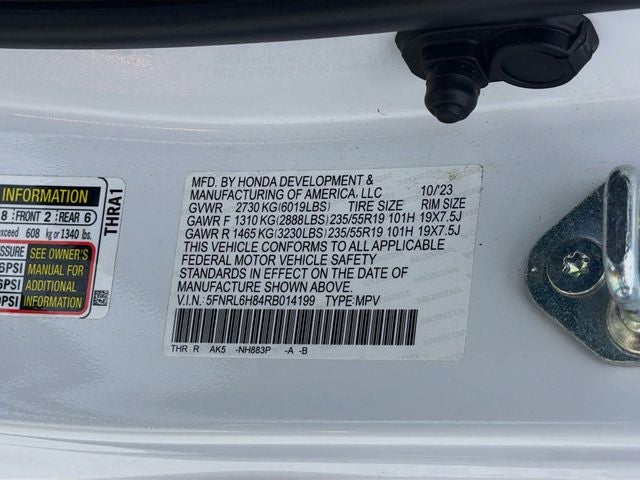 INFORMATION
8 FRONT 2 REAR 6
exceed 608 kg or 1340 lbs.
SEE OWNER'S
MANUAL FOR
ADDITIONAL
INFORMATION
THRA1
MFD. BY HONDA DEVELOPMENT &
MANUFACTURING OF AMERICA, LLC 10/'23
GVWR 2730 KG(6019LBS) TIRE SIZE RIM SIZE
GAWR F 1310 KG(2888LBS) 235/55R19 101H 19X7.5J
GAWR R 1465 KG(3230LBS) 235/55R19 101H 19X7.5J
THIS VEHICLE CONFORMS TO ALL APPLICABLE
FEDERAL MOTOR VEHICLE SAFETY
STANDARDS IN EFFECT ON THE DATE OF
MANUFACTURE SHOWN ABOVE.
V.I.N.: 5FNRL6H84RB014199 TYPE:MPV
THR R AK5 -NH883P -A -B